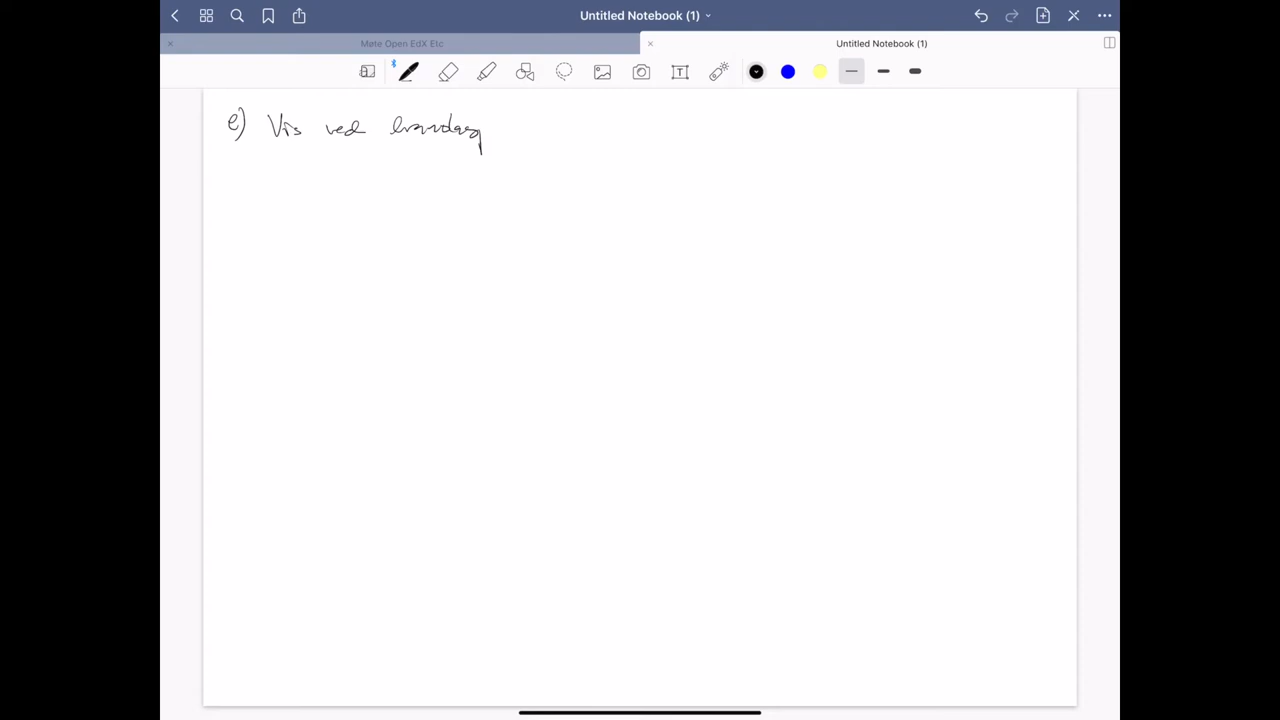 Untitled Notebook (1)
Møte Open EdX Etc
Untitled Notebook (1)
e) Vis ved